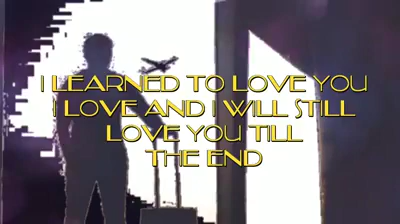 I LEARNED TO LOVE YOU
I LOVE AND I WILL STILL
LOVE YOU TILL
THE END